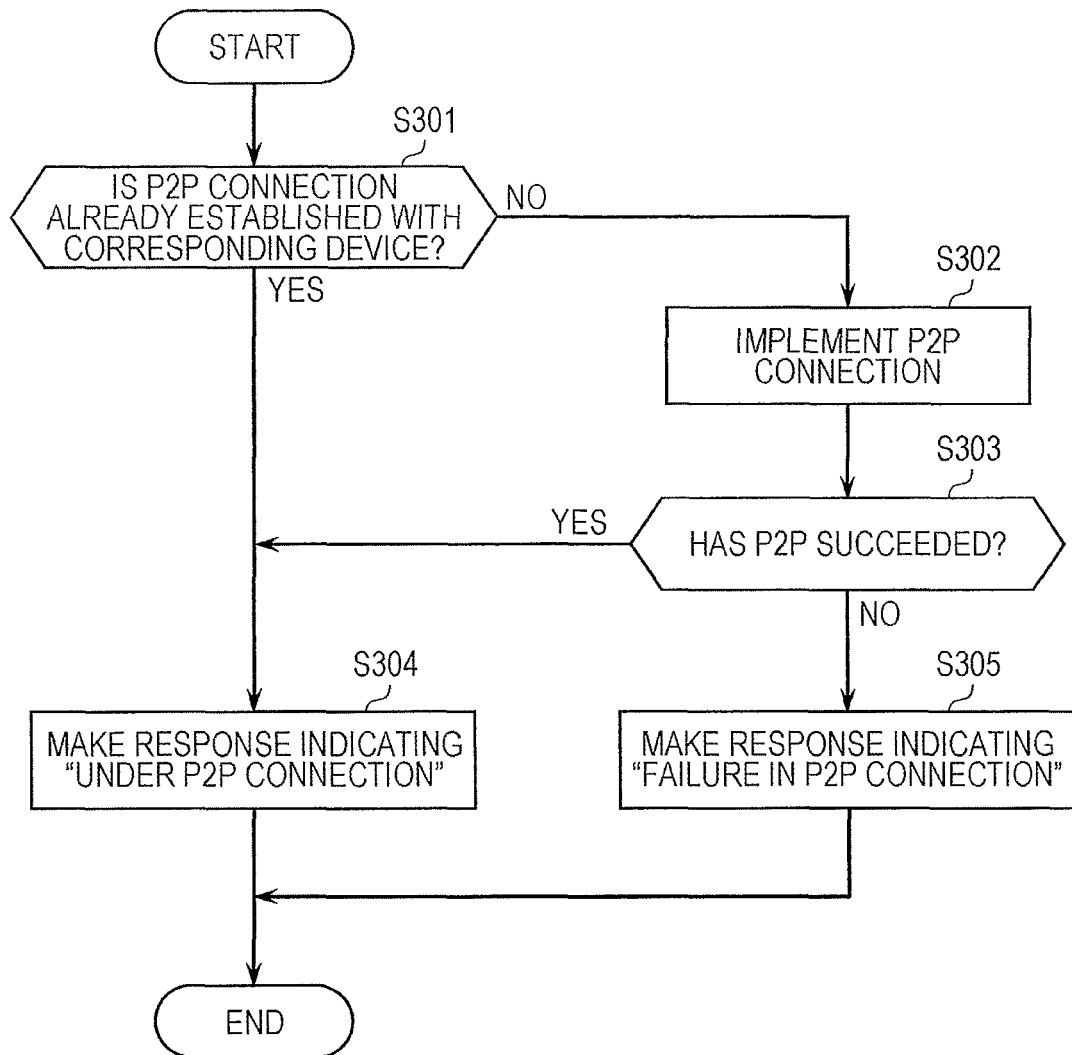 START
S301
IS P2P CONNECTION
ALREADY ESTABLISHED WITH
CORRESPONDING DEVICE?
NO
YES
S302
IMPLEMENT P2P
CONNECTION
S303
HAS P2P SUCCEEDED?
YES
NO
S304
MAKE RESPONSE INDICATING
“UNDER P2P CONNECTION”
S305
MAKE RESPONSE INDICATING
“FAILURE IN P2P CONNECTION”
END